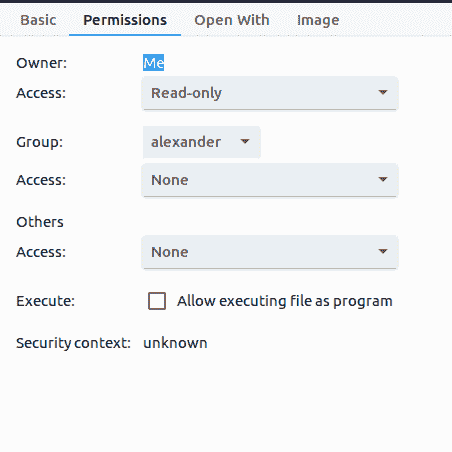 Basic Permissions Open With Image
Owner: Me
Access: Read-only
Group: alexander
Access: None
Others
Access: None
Execute: Allow executing file as program
Security context: unknown